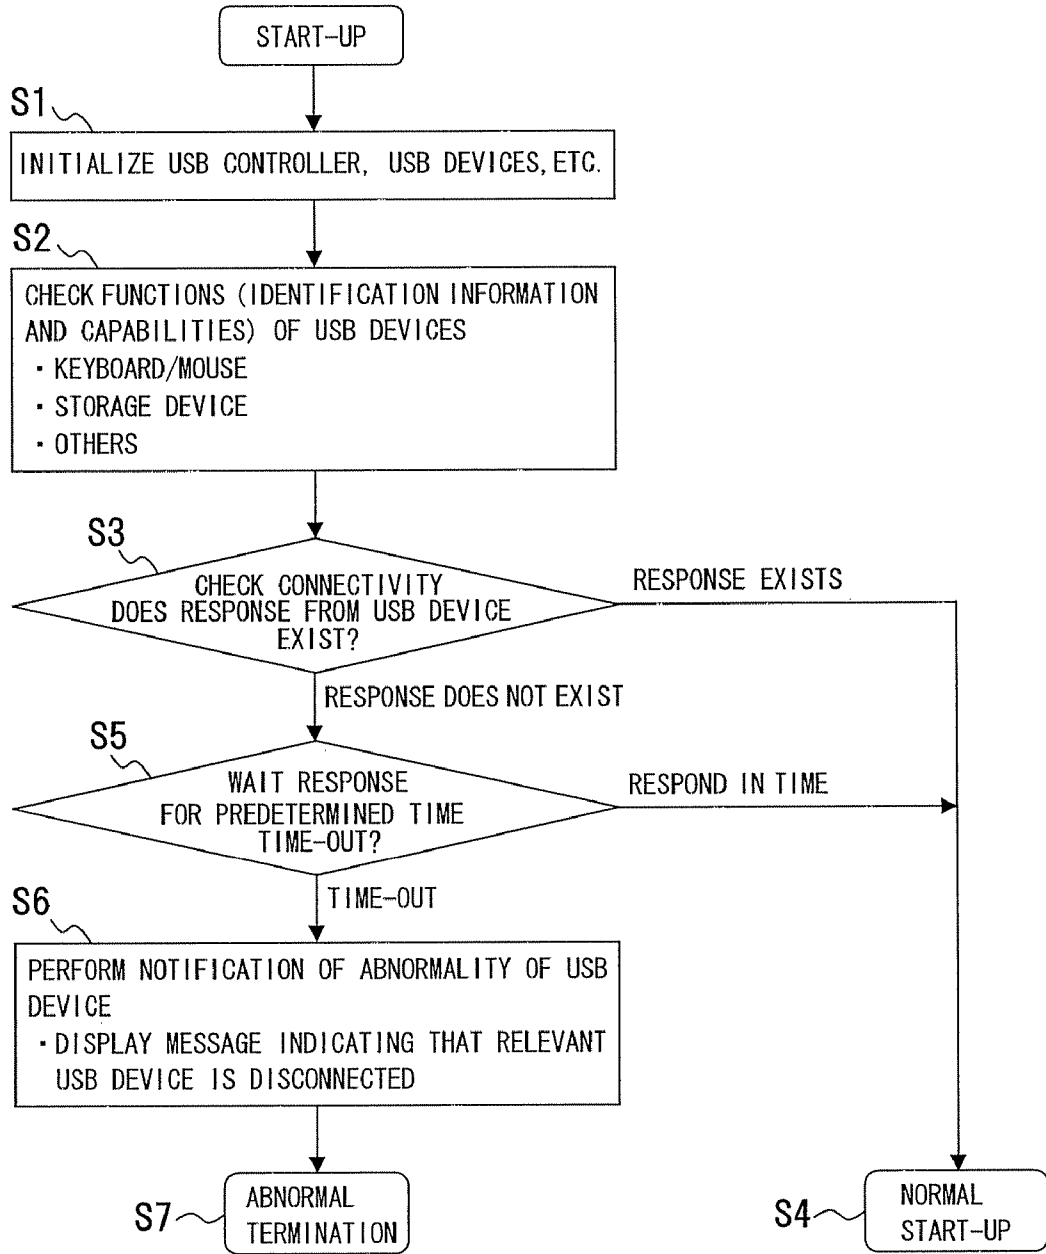 START-UP
S1
INITIALIZE USB CONTROLLER, USB DEVICES, ETC.
S2
CHECK FUNCTIONS (IDENTIFICATION INFORMATION
AND CAPABILITIES) OF USB DEVICES
・KEYBOARD/MOUSE
・STORAGE DEVICE
・OTHERS
S3
CHECK CONNECTIVITY
DOES RESPONSE FROM USB DEVICE
EXIST?
RESPONSE EXISTS
RESPONSE DOES NOT EXIST
S5
WAIT RESPONSE
FOR PREDETERMINED TIME
TIME-OUT?
RESPOND IN TIME
TIME-OUT
S6
PERFORM NOTIFICATION OF ABNORMALITY OF USB
DEVICE
・DISPLAY MESSAGE INDICATING THAT RELEVANT
USB DEVICE IS DISCONNECTED
S7
ABNORMAL
TERMINATION
S4
NORMAL
START-UP